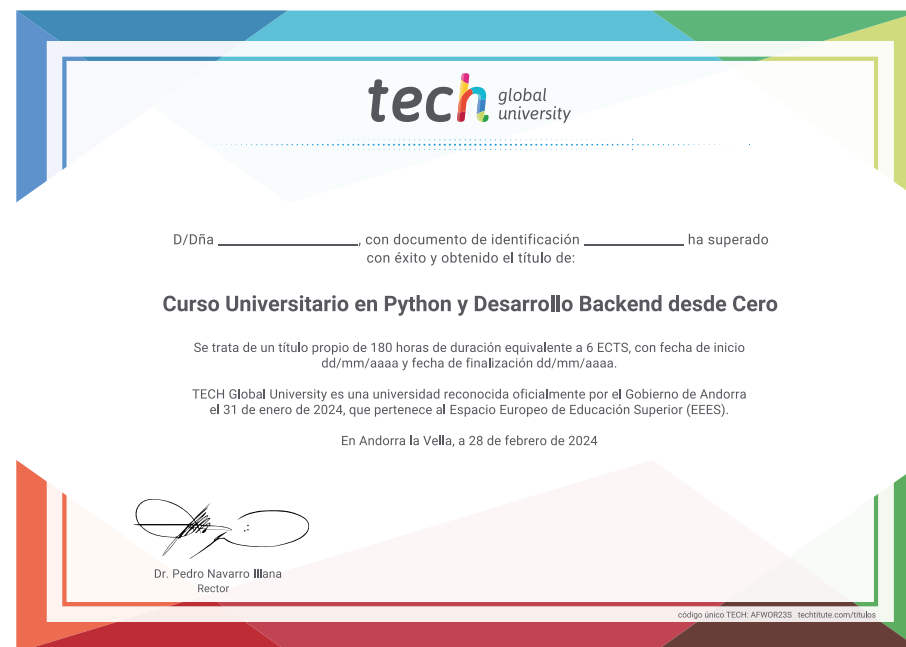 tech global university
D/Dña ____________________, con documento de identificación ______________ ha superado
con éxito y obtenido el título de:
Curso Universitario en Python y Desarrollo Backend desde Cero
Se trata de un título propio de 180 horas de duración equivalente a 6 ECTS, con fecha de inicio
dd/mm/aaaa y fecha de finalización dd/mm/aaaa.
TECH Global University es una universidad reconocida oficialmente por el Gobierno de Andorra
el 31 de enero de 2024, que pertenece al Espacio Europeo de Educación Superior (EEES).
En Andorra la Vella, a 28 de febrero de 2024
Dr. Pedro Navarro Illana
Rector
código único TECH: AFWOR23S techtitute.com/titulos